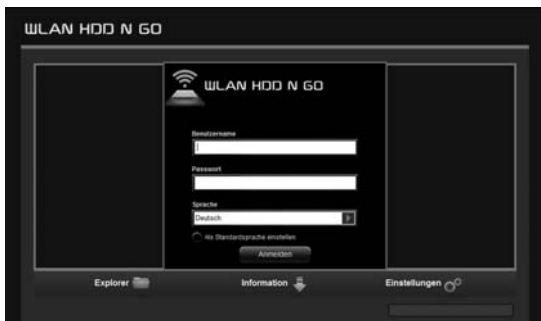 WLAN HDD N GO
WLAN HDD N GO
Benutzername
Passwort
Sprache
Deutsch
Als Standardsprache einstellen
Anmelden
Explorer Information Einstellungen